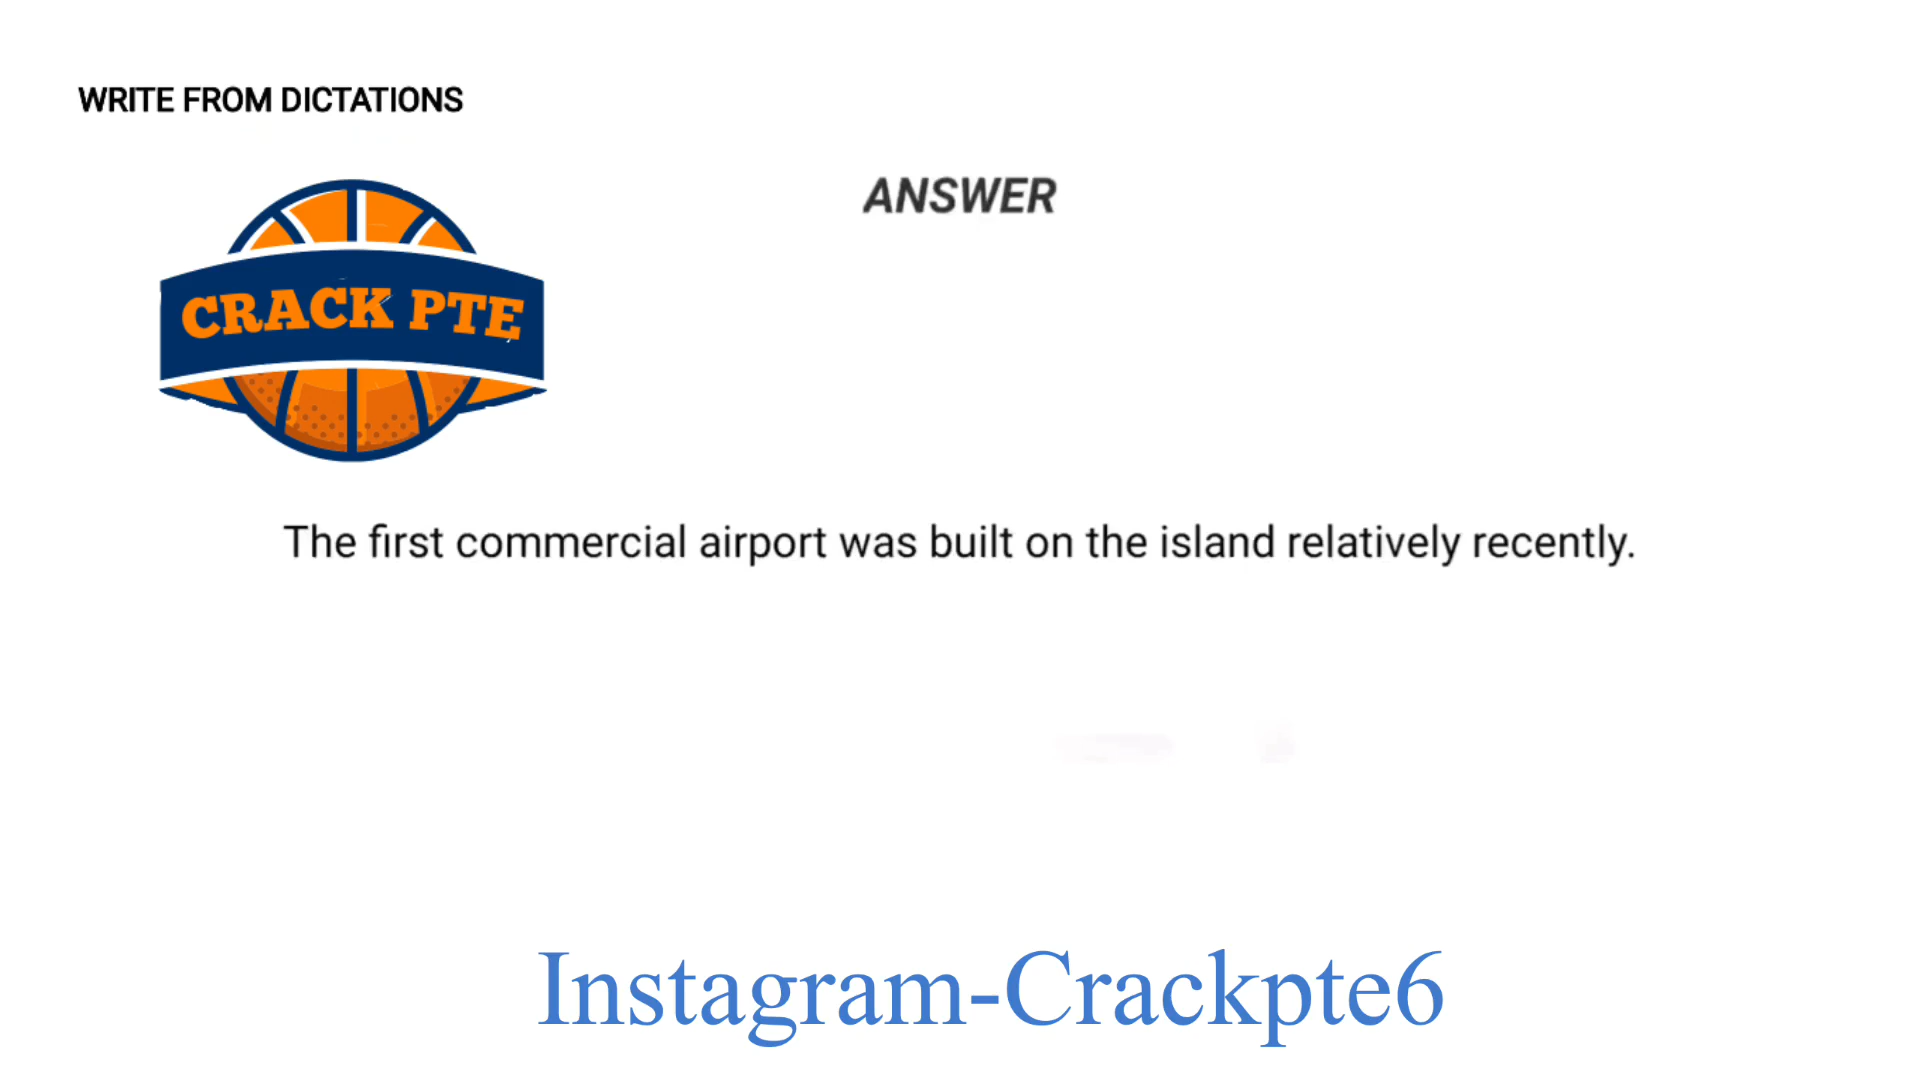 WRITE FROM DICTATIONS
ANSWER
CRACK PTE
The first commercial airport was built on the island relatively recently.
Instagram-Crackpte6